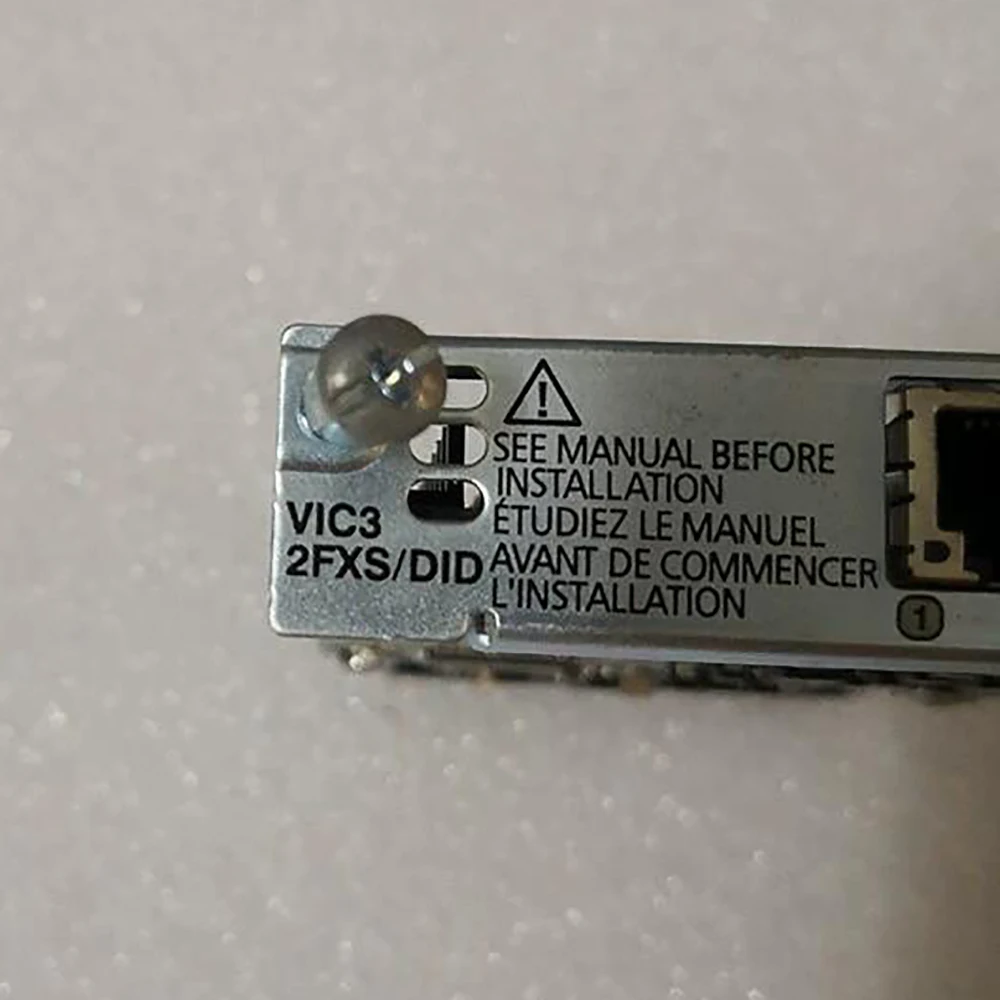 VIC3
2FXS/DID
SEE MANUAL BEFORE
INSTALLATION
ÉTUDIEZ LE MANUEL
AVANT DE COMMENCER
L'INSTALLATION
1